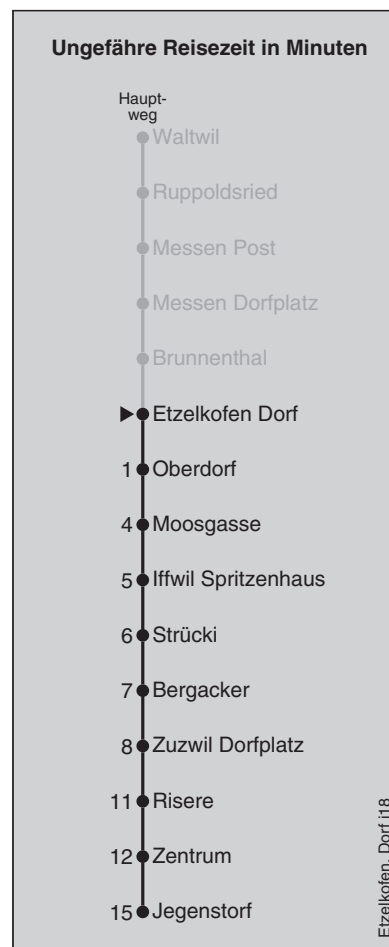 Ungefähre Reisezeit in Minuten
Haupt-
weg
Waltwil
Ruppoldsried
Messen Post
Messen Dorfplatz
Brunnenthal
Etzelkofen Dorf
1 Oberdorf
4 Moosgasse
5 Iffwil Spritzenhaus
6 Strücki
7 Bergacker
8 Zuzwil Dorfplatz
11 Risere
12 Zentrum
15 Jegenstorf
Etzelkofen, Dorf j18